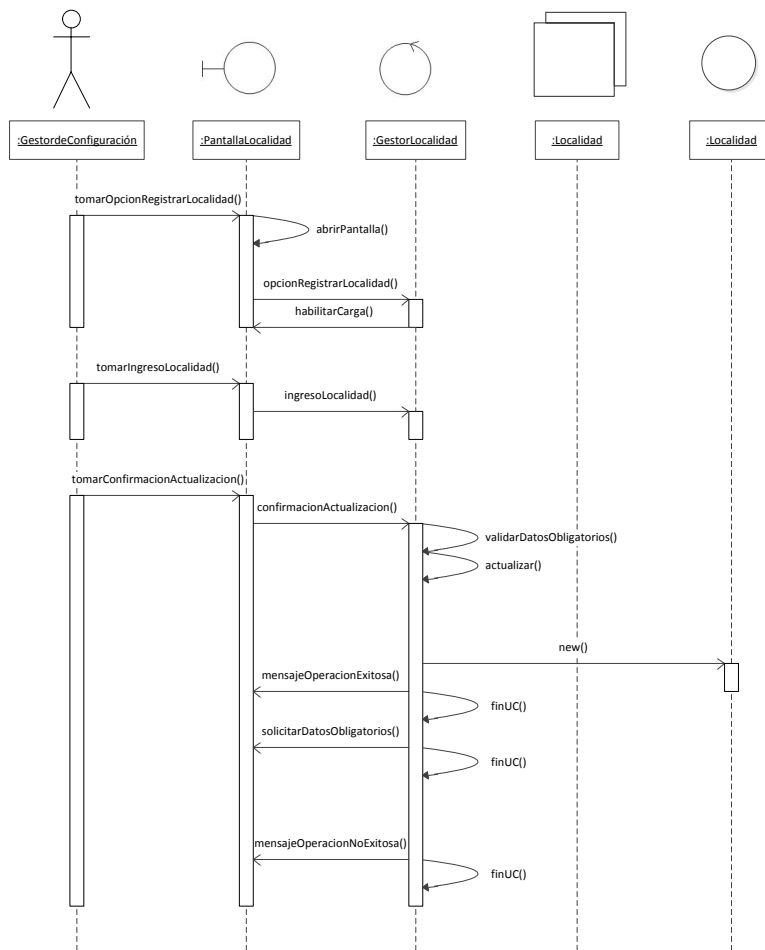 :GestordeConfiguración
:PantallaLocalidad
:GestorLocalidad
:Localidad
:Localidad
tomarOpcionRegistrarLocalidad()
abrirPantalla()
opcionRegistrarLocalidad()
habilitarCarga()
tomarIngresoLocalidad()
ingresoLocalidad()
tomarConfirmacionActualizacion()
confirmacionActualizacion()
validarDatosObligatorios()
actualizar()
new()
mensajeOperacionExitosa()
finUC()
solicitarDatosObligatorios()
finUC()
mensajeOperacionNoExitosa()
finUC()